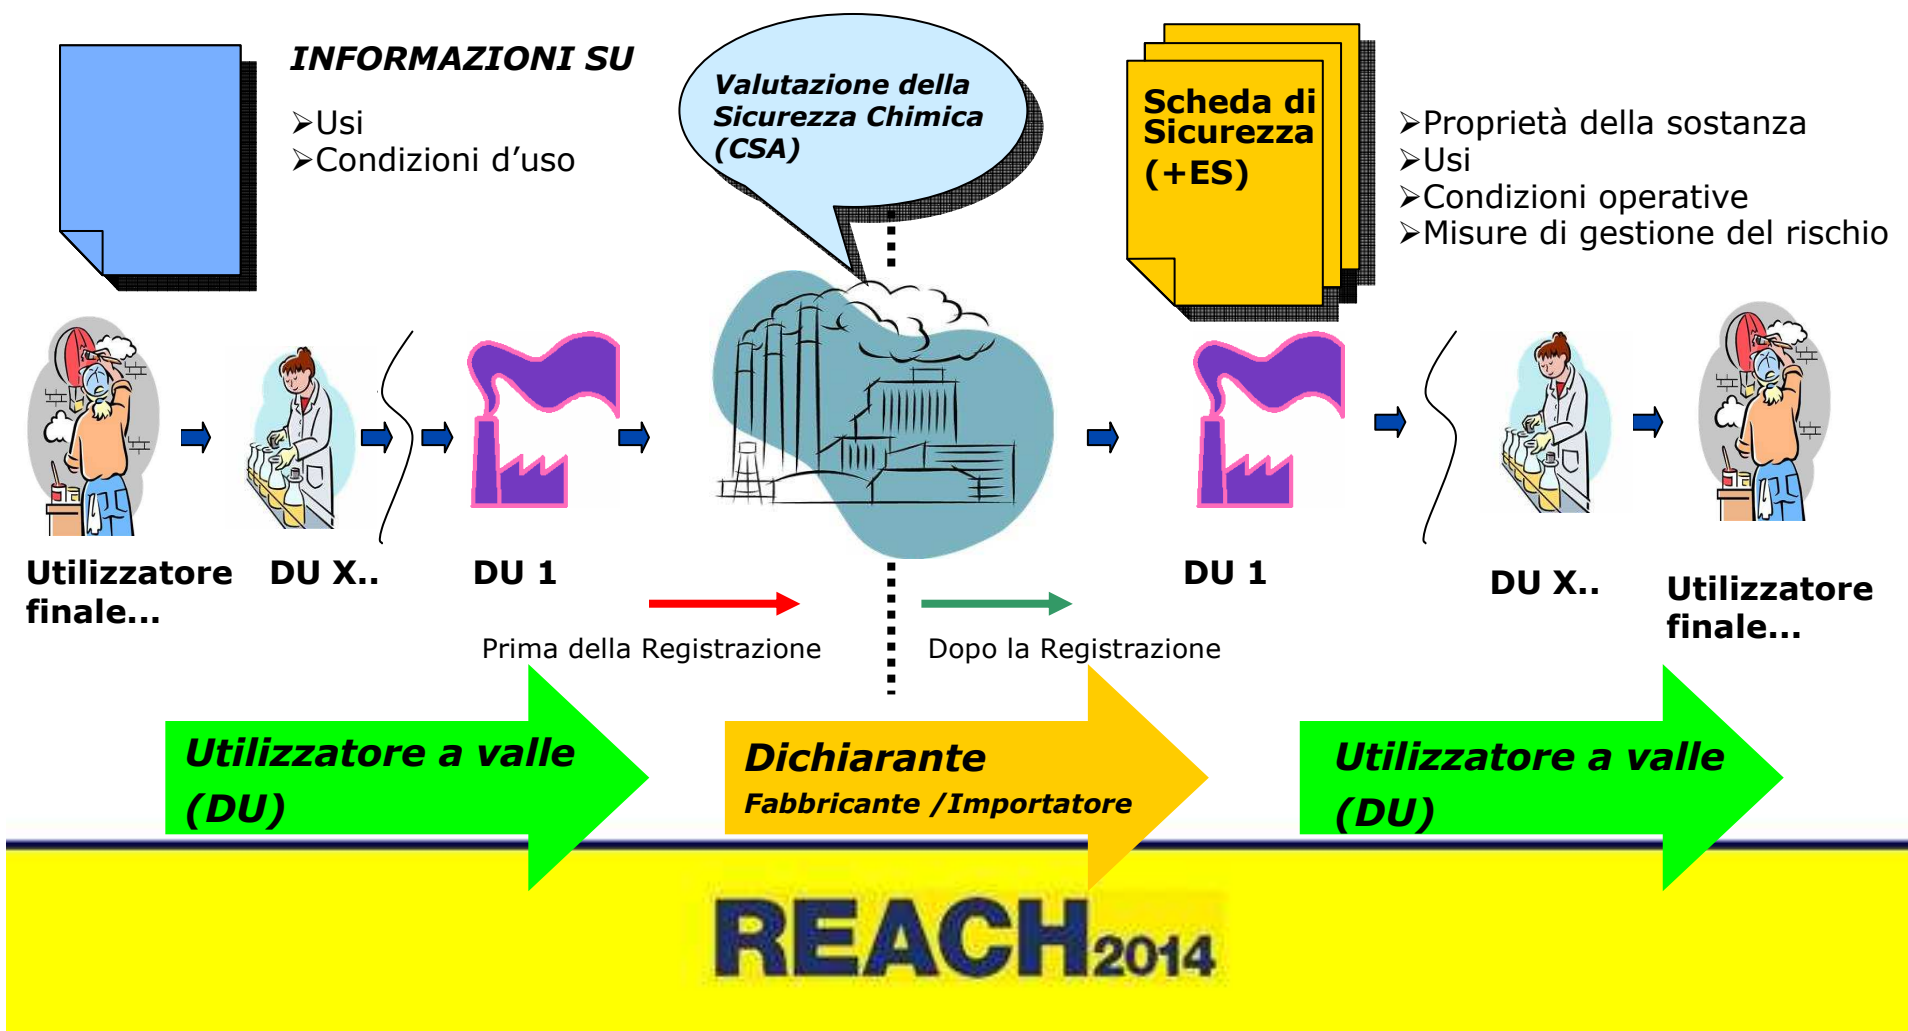 INFORMAZIONI SU
➢Usi
➢Condizioni d’uso
Valutazione della
Sicurezza Chimica
(CSA)
Scheda di
Sicurezza
(+ES)
➢Proprietà della sostanza
➢Usi
➢Condizioni operative
➢Misure di gestione del rischio
Utilizzatore
finale...
DU X..
DU 1
DU 1
DU X..
Utilizzatore
finale...
Prima della Registrazione
Dopo la Registrazione
Utilizzatore a valle
(DU)
Dichiarante
Fabbricante /Importatore
Utilizzatore a valle
(DU)
REACH2014